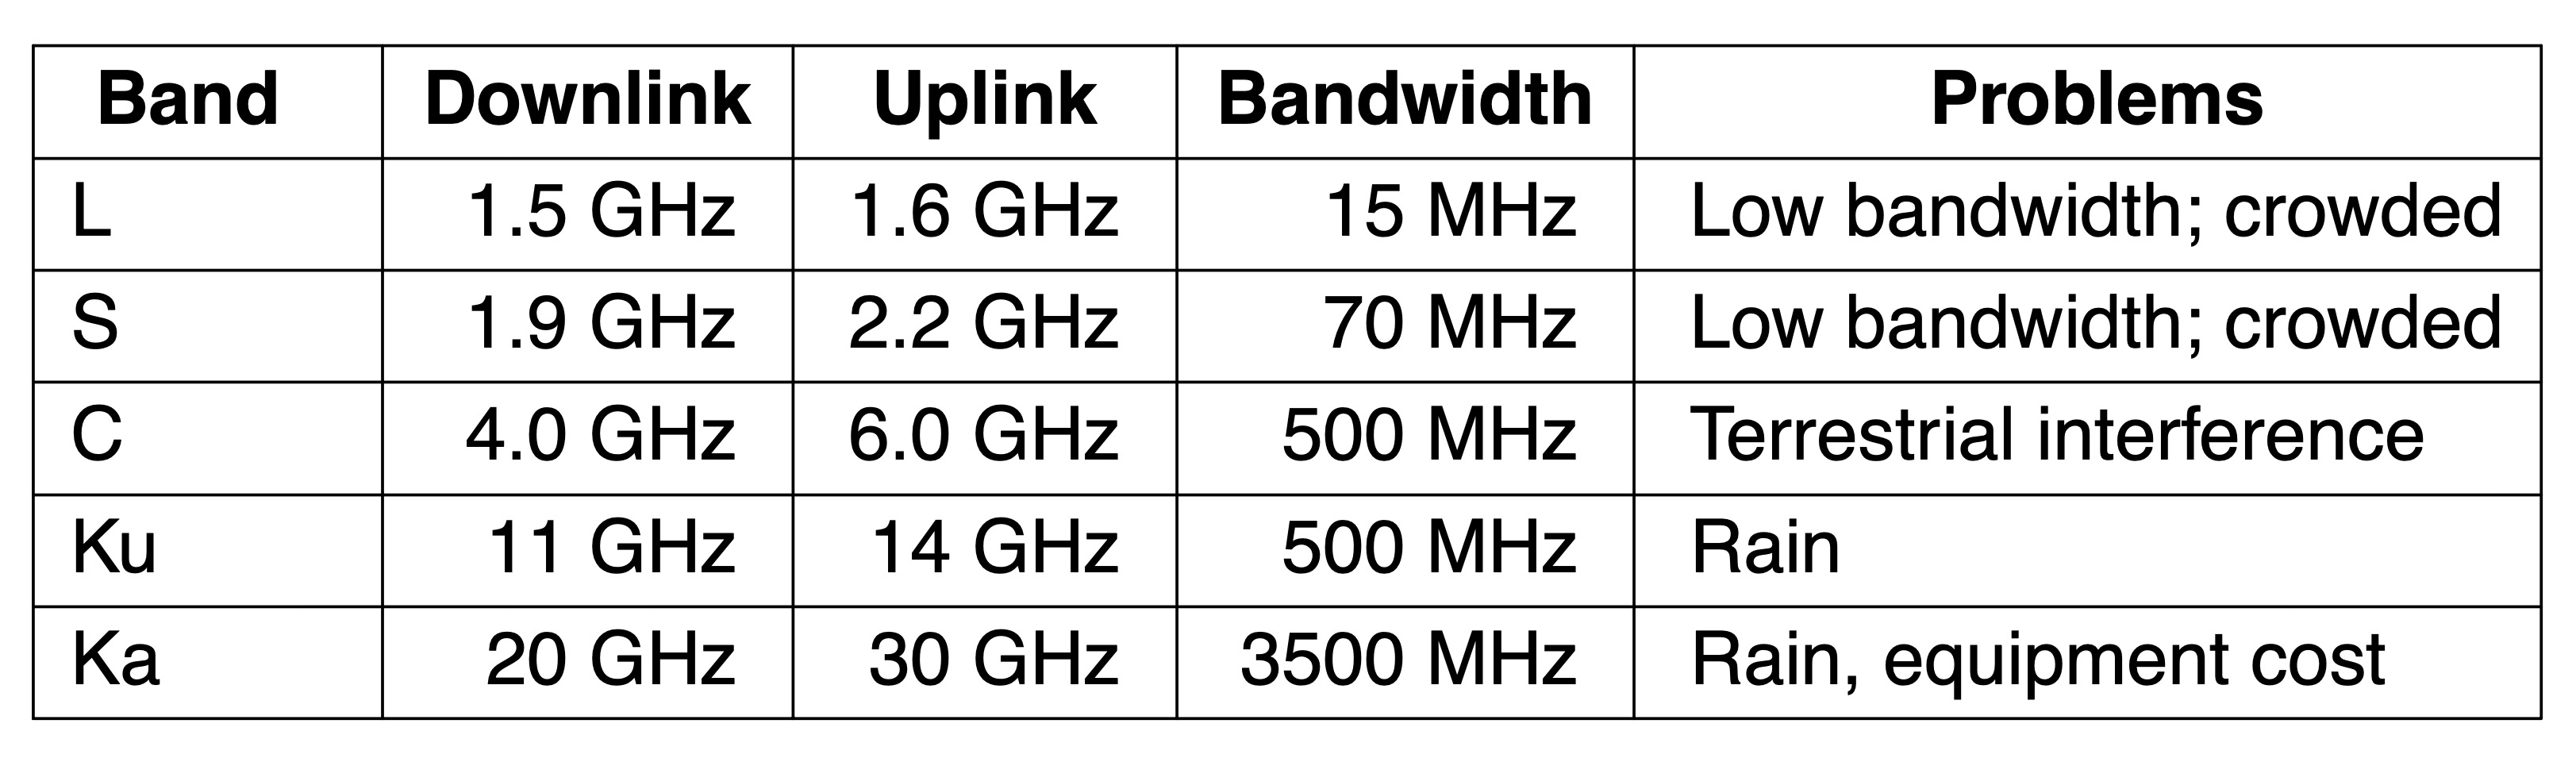 Band Downlink Uplink Bandwidth Problems
L 1.5 GHz 1.6 GHz 15 MHz Low bandwidth; crowded
S 1.9 GHz 2.2 GHz 70 MHz Low bandwidth; crowded
C 4.0 GHz 6.0 GHz 500 MHz Terrestrial interference
Ku 11 GHz 14 GHz 500 MHz Rain
Ka 20 GHz 30 GHz 3500 MHz Rain, equipment cost